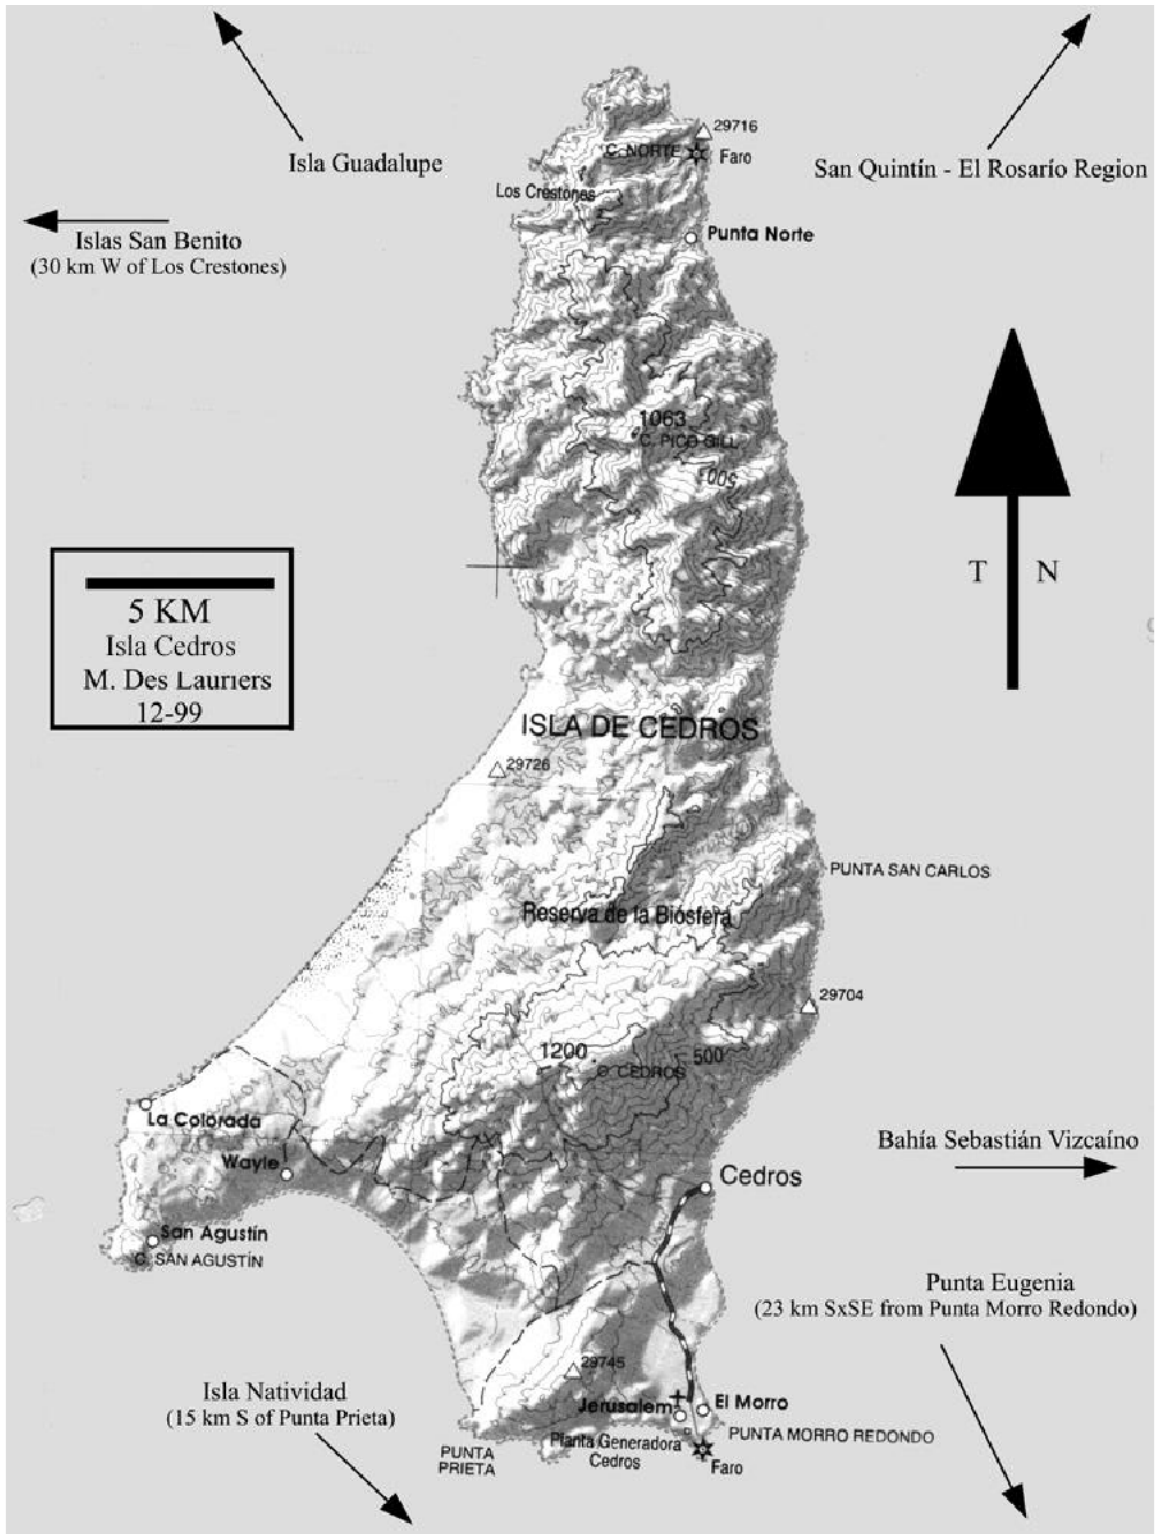 29716
C. NORTE
Faro
Isla Guadalupe
San Quintín - El Rosarío Region
Los Crestones
Islas San Benito
(30 km W of Los Crestones)
Punta Norte
1063
C. PICO GILL
500
T N
5 KM
Isla Cedros
M. Des Lauriers
12-99
ISLA DE CEDROS
29726
PUNTA SAN CARLOS
Reserva de la Biósfera
29704
1200
500
C. CEDROS
La Colorada
Bahía Sebastián Vizcaíno
Wayle
Cedros
San Agustín
C. SAN AGUSTÍN
Punta Eugenia
(23 km SxSE from Punta Morro Redondo)
29745
Isla Natividad
(15 km S of Punta Prieta)
Jerusalem
El Morro
PUNTA MORRO REDONDO
Planta Generadora
Cedros
PUNTA
PRIETA
Faro